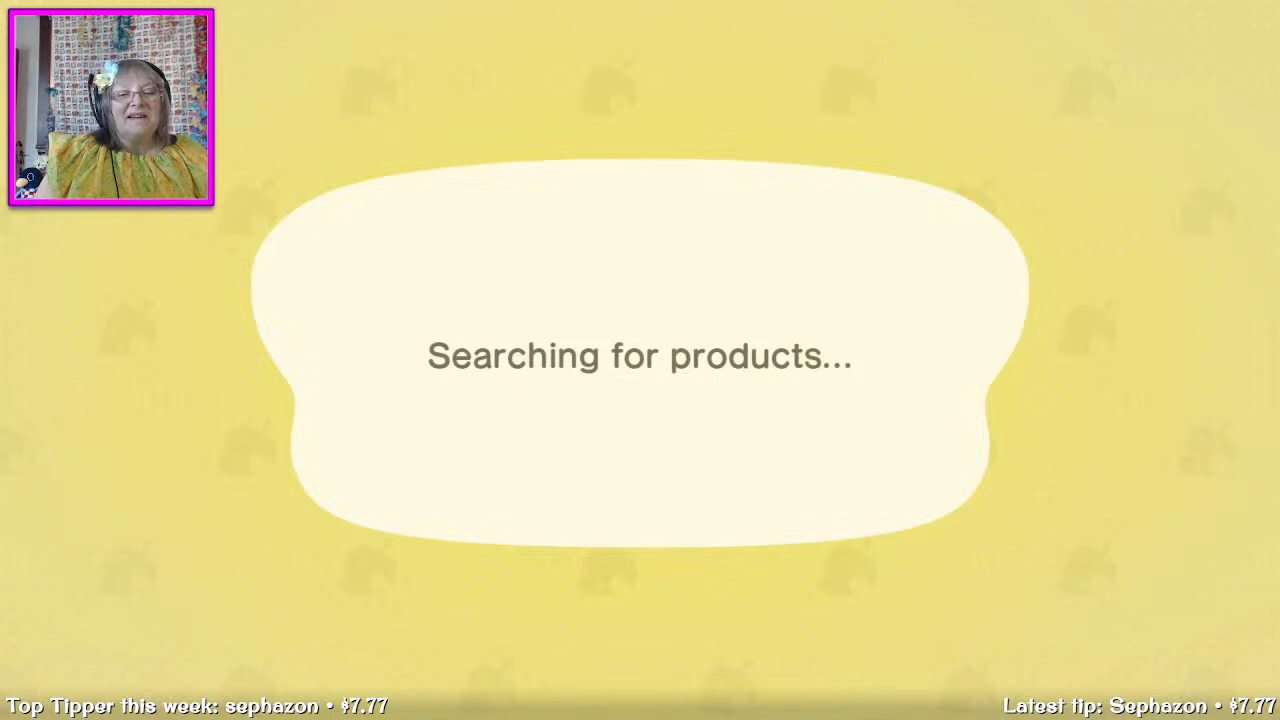 Searching for products...
Top Tipper this week: sephazon • $7.77
Latest tip: Sephazon • $7.77